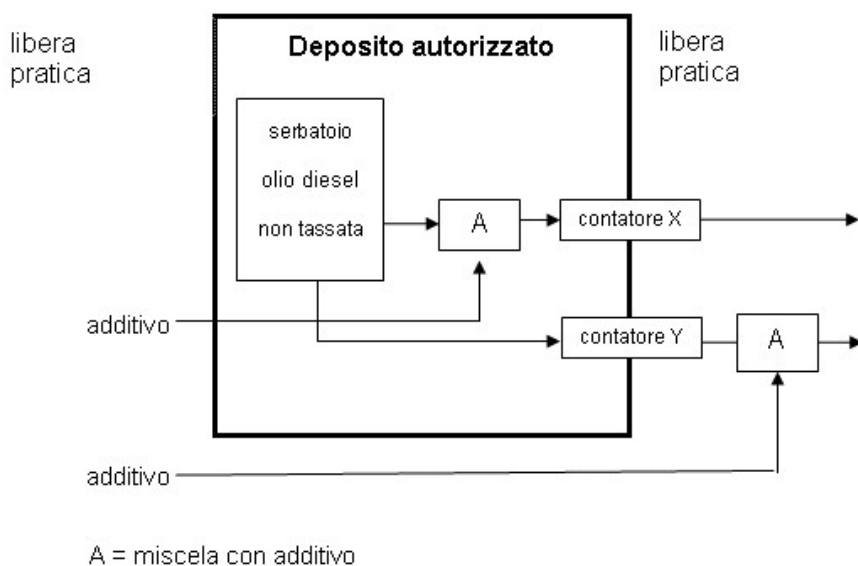 libera
pratica
Deposito autorizzato
libera
pratica
serbatoio
olio diesel
non tassata
A
contatore X
additivo
contatore Y
A
additivo
A = miscela con additivo